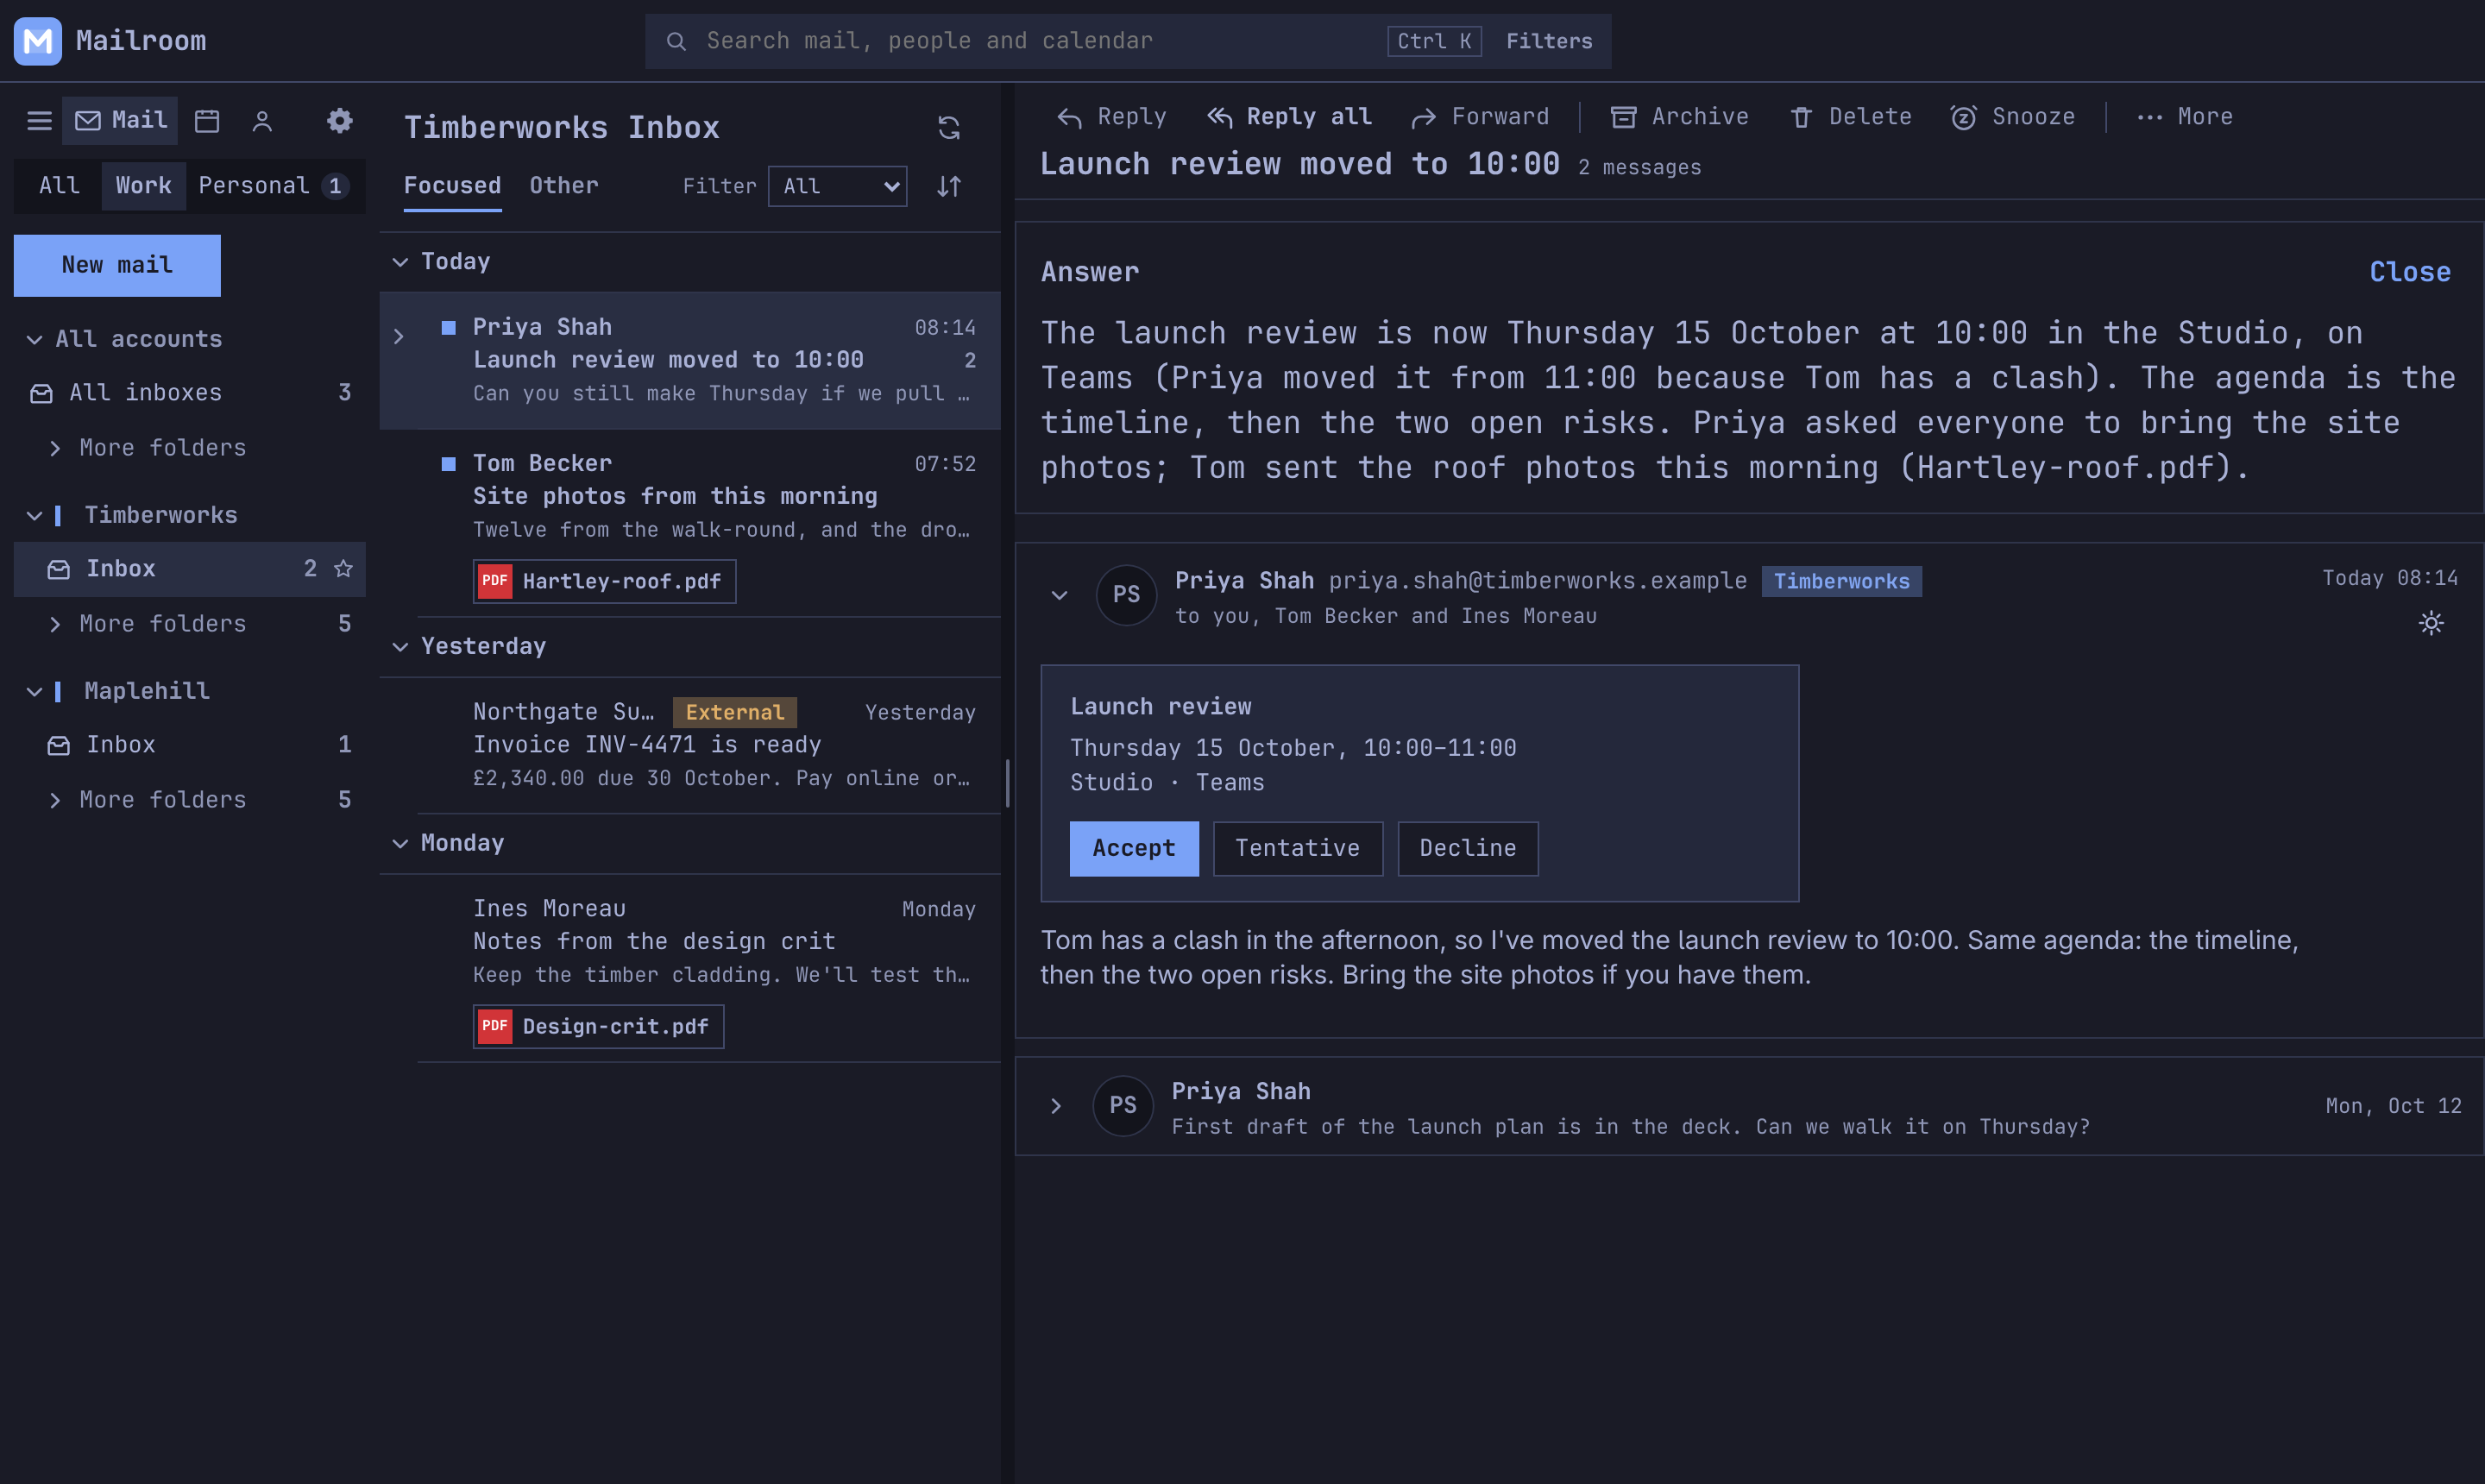 Mailroom
Search mail, people and calendar
Ctrl K
Filters
Mail
All
Work
Personal 1
New mail
All accounts
All inboxes 3
More folders
Timberworks
Inbox 2
More folders 5
Maplehill
Inbox 1
More folders 5
Timberworks Inbox
Focused
Other
Filter
All
Today
Priya Shah 08:14
Launch review moved to 10:00 2
Can you still make Thursday if we pull …
Tom Becker 07:52
Site photos from this morning
Twelve from the walk-round, and the dro…
PDF Hartley-roof.pdf
Yesterday
Northgate Su… External Yesterday
Invoice INV-4471 is ready
£2,340.00 due 30 October. Pay online or…
Monday
Ines Moreau Monday
Notes from the design crit
Keep the timber cladding. We'll test th…
PDF Design-crit.pdf
Reply
Reply all
Forward
Archive
Delete
Snooze
More
Launch review moved to 10:00 2 messages
Answer
Close
The launch review is now Thursday 15 October at 10:00 in the Studio, on
Teams (Priya moved it from 11:00 because Tom has a clash). The agenda is the
timeline, then the two open risks. Priya asked everyone to bring the site
photos; Tom sent the roof photos this morning (Hartley-roof.pdf).
PS
Priya Shah priya.shah@timberworks.example Timberworks
Today 08:14
to you, Tom Becker and Ines Moreau
Launch review
Thursday 15 October, 10:00–11:00
Studio · Teams
Accept
Tentative
Decline
Tom has a clash in the afternoon, so I've moved the launch review to 10:00. Same agenda: the timeline,
then the two open risks. Bring the site photos if you have them.
PS
Priya Shah
Mon, Oct 12
First draft of the launch plan is in the deck. Can we walk it on Thursday?